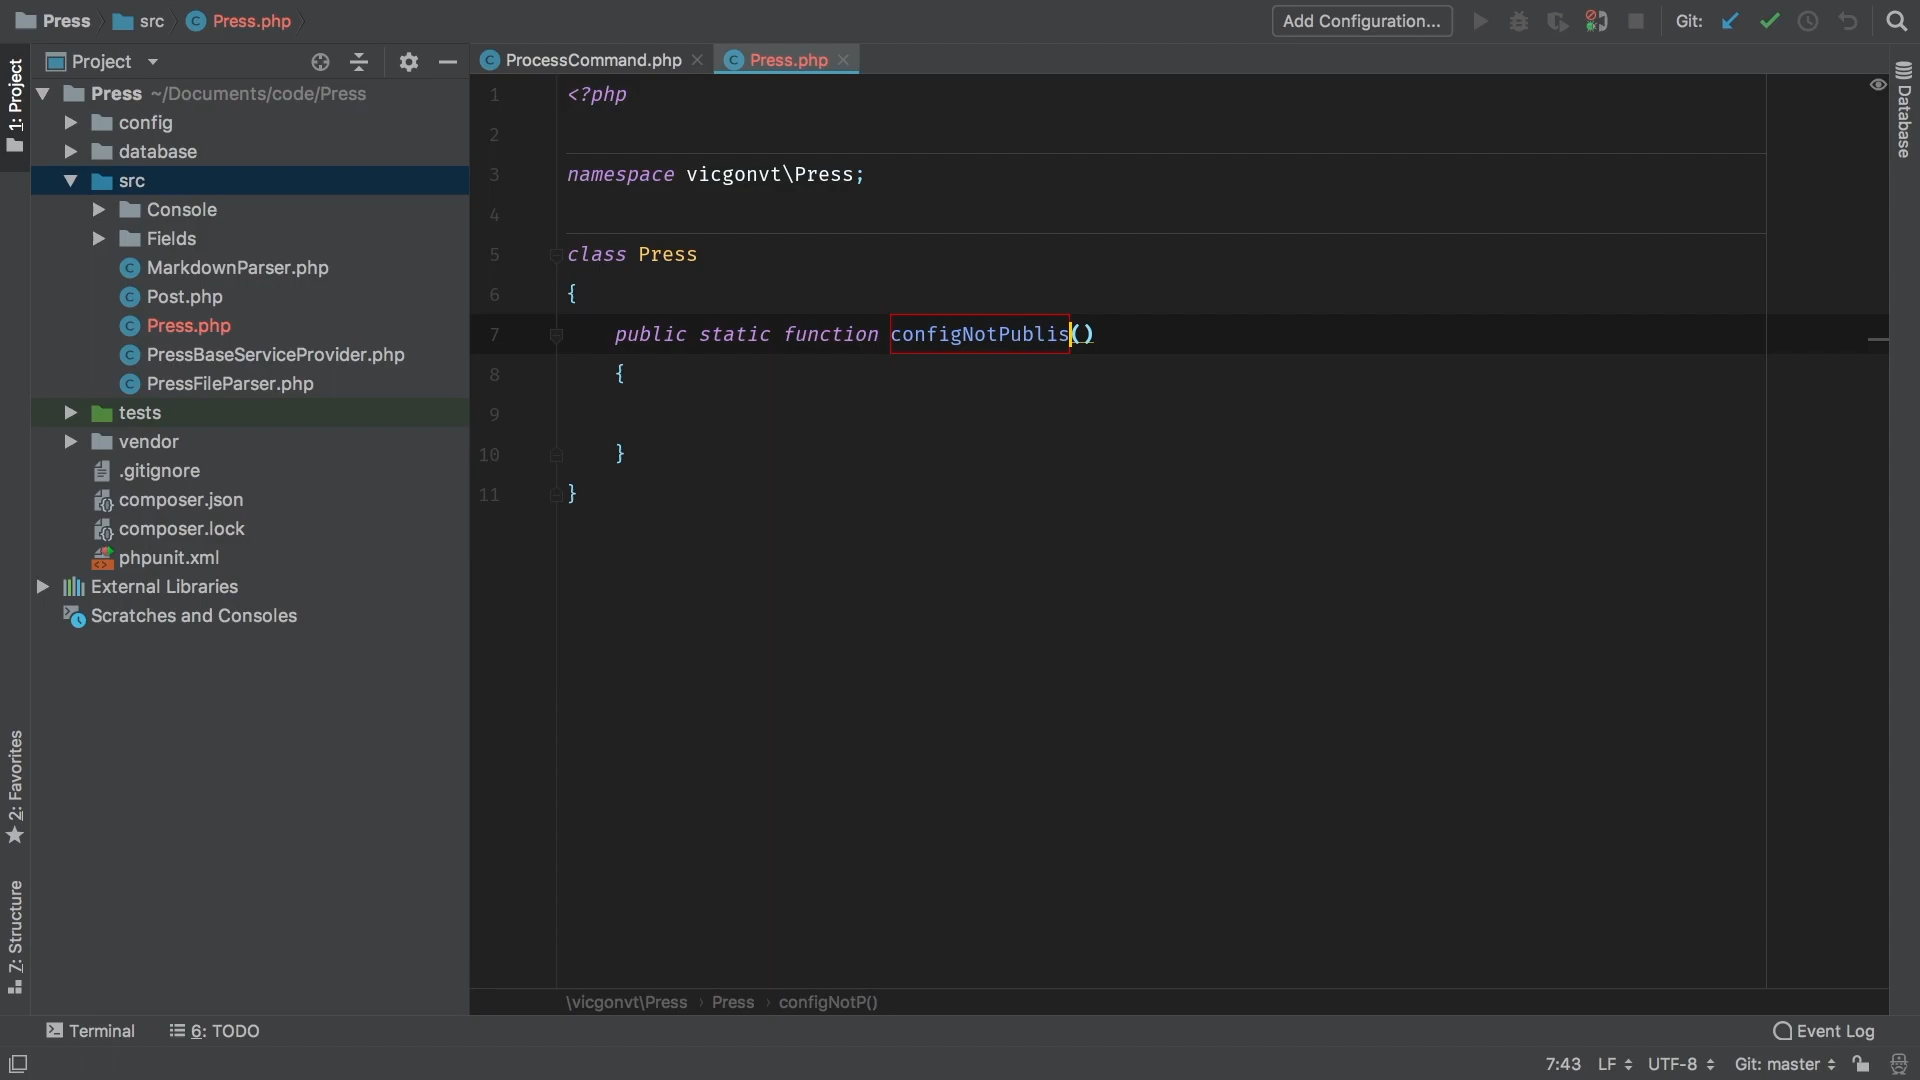 Press src Press.php
Add Configuration... Git:
1: Project
Project
ProcessCommand.php Press.php
Press ~/Documents/code/Press
config
database
src
Console
Fields
MarkdownParser.php
Post.php
Press.php
PressBaseServiceProvider.php
PressFileParser.php
tests
vendor
.gitignore
composer.json
composer.lock
phpunit.xml
External Libraries
Scratches and Consoles
2: Favorites
7: Structure
1 <?php
2
3 namespace vicgonvt\Press;
4
5 class Press
6 {
7 public static function configNotPublis()
8 {
9
10 }
11 }
Database
\vicgonvt\Press › Press › configNotP()
Terminal 6: TODO
Event Log
7:43 LF UTF-8 Git: master